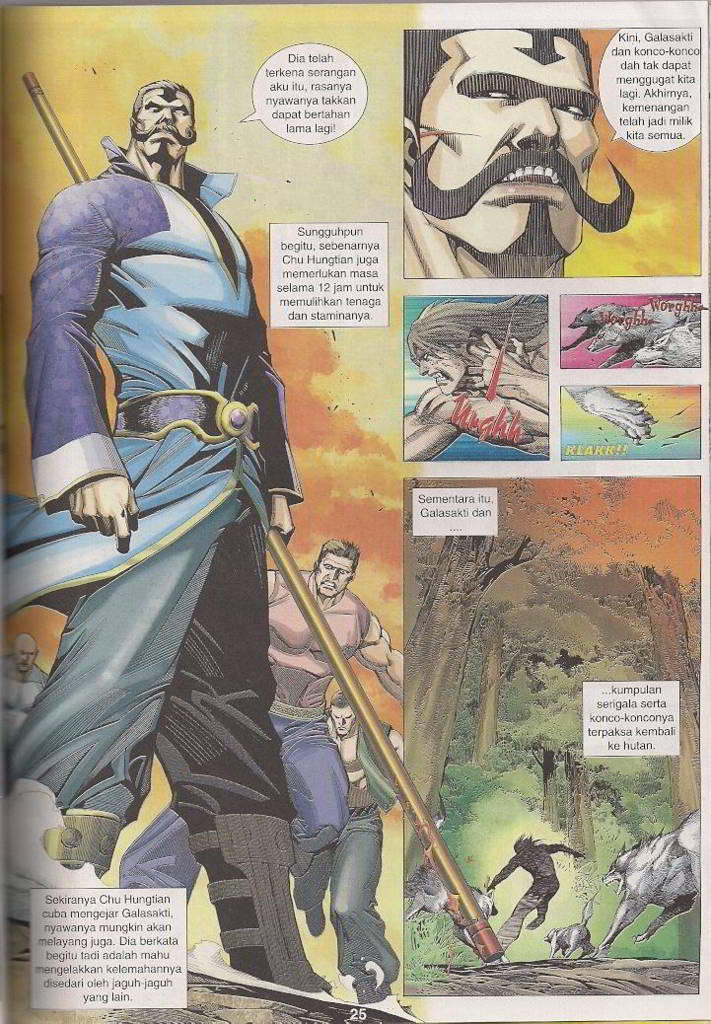 Dia telah
terkena serangan
aku itu, rasanya
nyawanya takkan
dapat bertahan
lama lagi!
Sungguhpun
begitu, sebenarnya
Chu Hungtian juga
memerlukan masa
selama 12 jam untuk
memulihkan tenaga
dan staminanya.
Kini, Galasakti
dan konco-konco
dah tak dapat
menggugat kita
lagi. Akhirnya,
kemenangan
telah jadi milik
kita semua.
Urghh
Worghh
Worghh
KLAKK!!
Sementara itu,
Galasakti dan
....
...kumpulan
serigala serta
konco-konconya
terpaksa kembali
ke hutan.
Sekiranya Chu Hungtian
cuba mengejar Galasakti,
nyawanya mungkin akan
melayang juga. Dia berkata
begitu tadi adalah mahu
mengelakkan kelemahannya
disedari oleh jaguh-jaguh
yang lain.
25